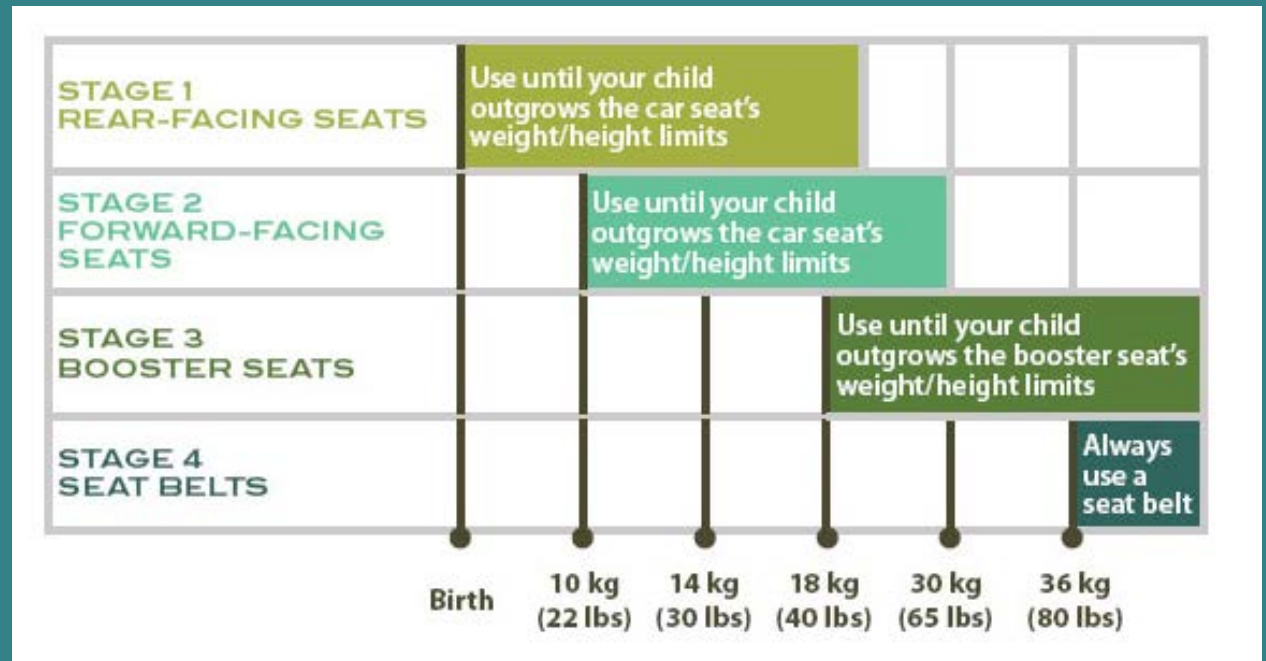 STAGE 1
REAR-FACING SEATS
Use until your child
outgrows the car seat's
weight/height limits
STAGE 2
FORWARD-FACING
SEATS
Use until your child
outgrows the car seat's
weight/height limits
STAGE 3
BOOSTER SEATS
Use until your child
outgrows the booster seat's
weight/height limits
STAGE 4
SEAT BELTS
Always
use a
seat belt
Birth
10 kg
(22 lbs)
14 kg
(30 lbs)
18 kg
(40 lbs)
30 kg
(65 lbs)
36 kg
(80 lbs)